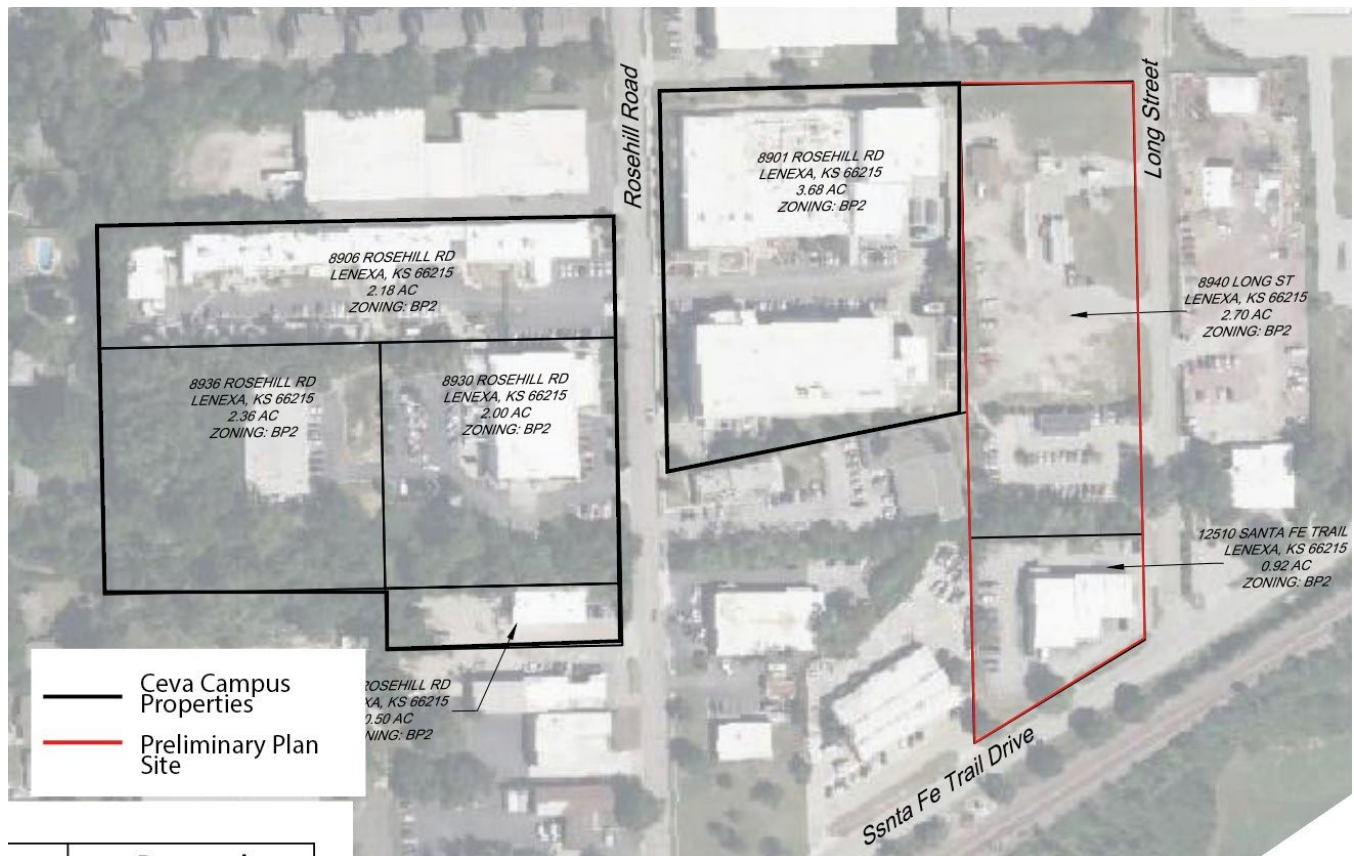 Rosehill Road
Long Street
8901 ROSEHILL RD
LENEXA, KS 66215
3.68 AC
ZONING: BP2
8906 ROSEHILL RD
LENEXA, KS 66215
2.18 AC
ZONING: BP2
8940 LONG ST
LENEXA, KS 66215
2.70 AC
ZONING: BP2
8936 ROSEHILL RD
LENEXA, KS 66215
2.36 AC
ZONING: BP2
8930 ROSEHILL RD
LENEXA, KS 66215
2.00 AC
ZONING: BP2
12510 SANTA FE TRAIL
LENEXA, KS 66215
0.92 AC
ZONING: BP2
ROSEHILL RD
XA, KS 66215
0.50 AC
NING: BP2
Ceva Campus
Properties
Preliminary Plan
Site
Ssnta Fe Trail Drive